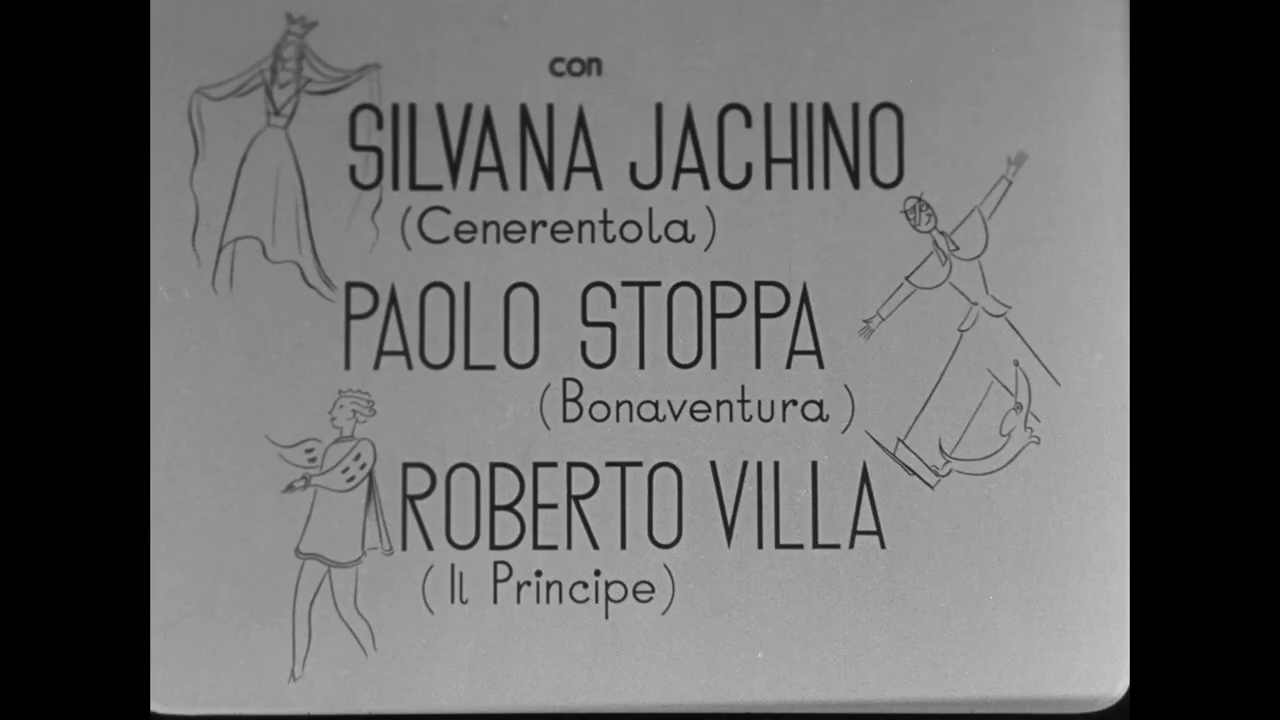 con
SILVANA JACHINO
(Cenerentola)
PAOLO STOPPA
(Bonaventura)
ROBERTO VILLA
(Il Principe)